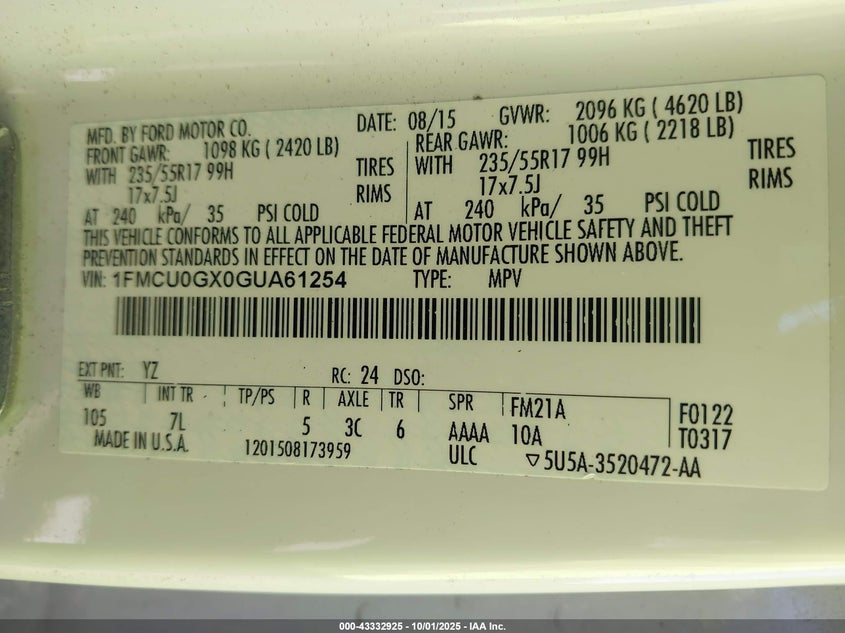 MFD. BY FORD MOTOR CO. DATE: 08/15 GVWR: 2096 KG ( 4620 LB)
FRONT GAWR: 1098 KG ( 2420 LB) REAR GAWR: 1006 KG ( 2218 LB)
WITH 235/55R17 99H TIRES WITH 235/55R17 99H TIRES
17x7.5J RIMS 17x7.5J RIMS
AT 240 kPa/ 35 PSI COLD AT 240 kPa/ 35 PSI COLD
THIS VEHICLE CONFORMS TO ALL APPLICABLE FEDERAL MOTOR VEHICLE SAFETY AND THEFT
PREVENTION STANDARDS IN EFFECT ON THE DATE OF MANUFACTURE SHOWN ABOVE.
VIN: 1FMCU0GX0GUA61254 TYPE: MPV
EXT PNT: YZ RC: 24 DSO:
WB INT TR TP/PS R AXLE TR SPR FM21A F0122
105 7L 5 3C 6 AAAA 10A T0317
MADE IN U.S.A. 1201508173959 ULC ▽5U5A-3520472-AA
000-43332925 - 10/01/2025 - IAA Inc.